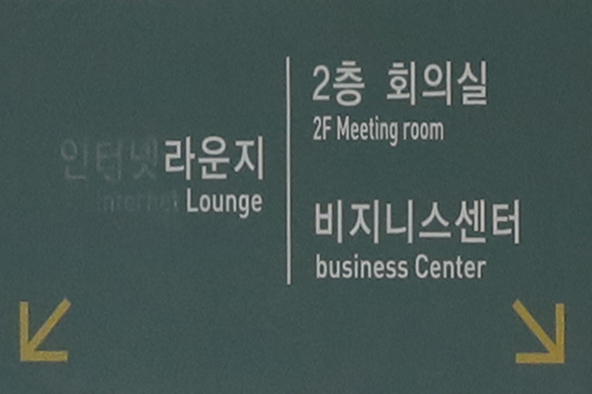 인터넷라운지
Internet Lounge
2층 회의실
2F Meeting room
비지니스센터
business Center